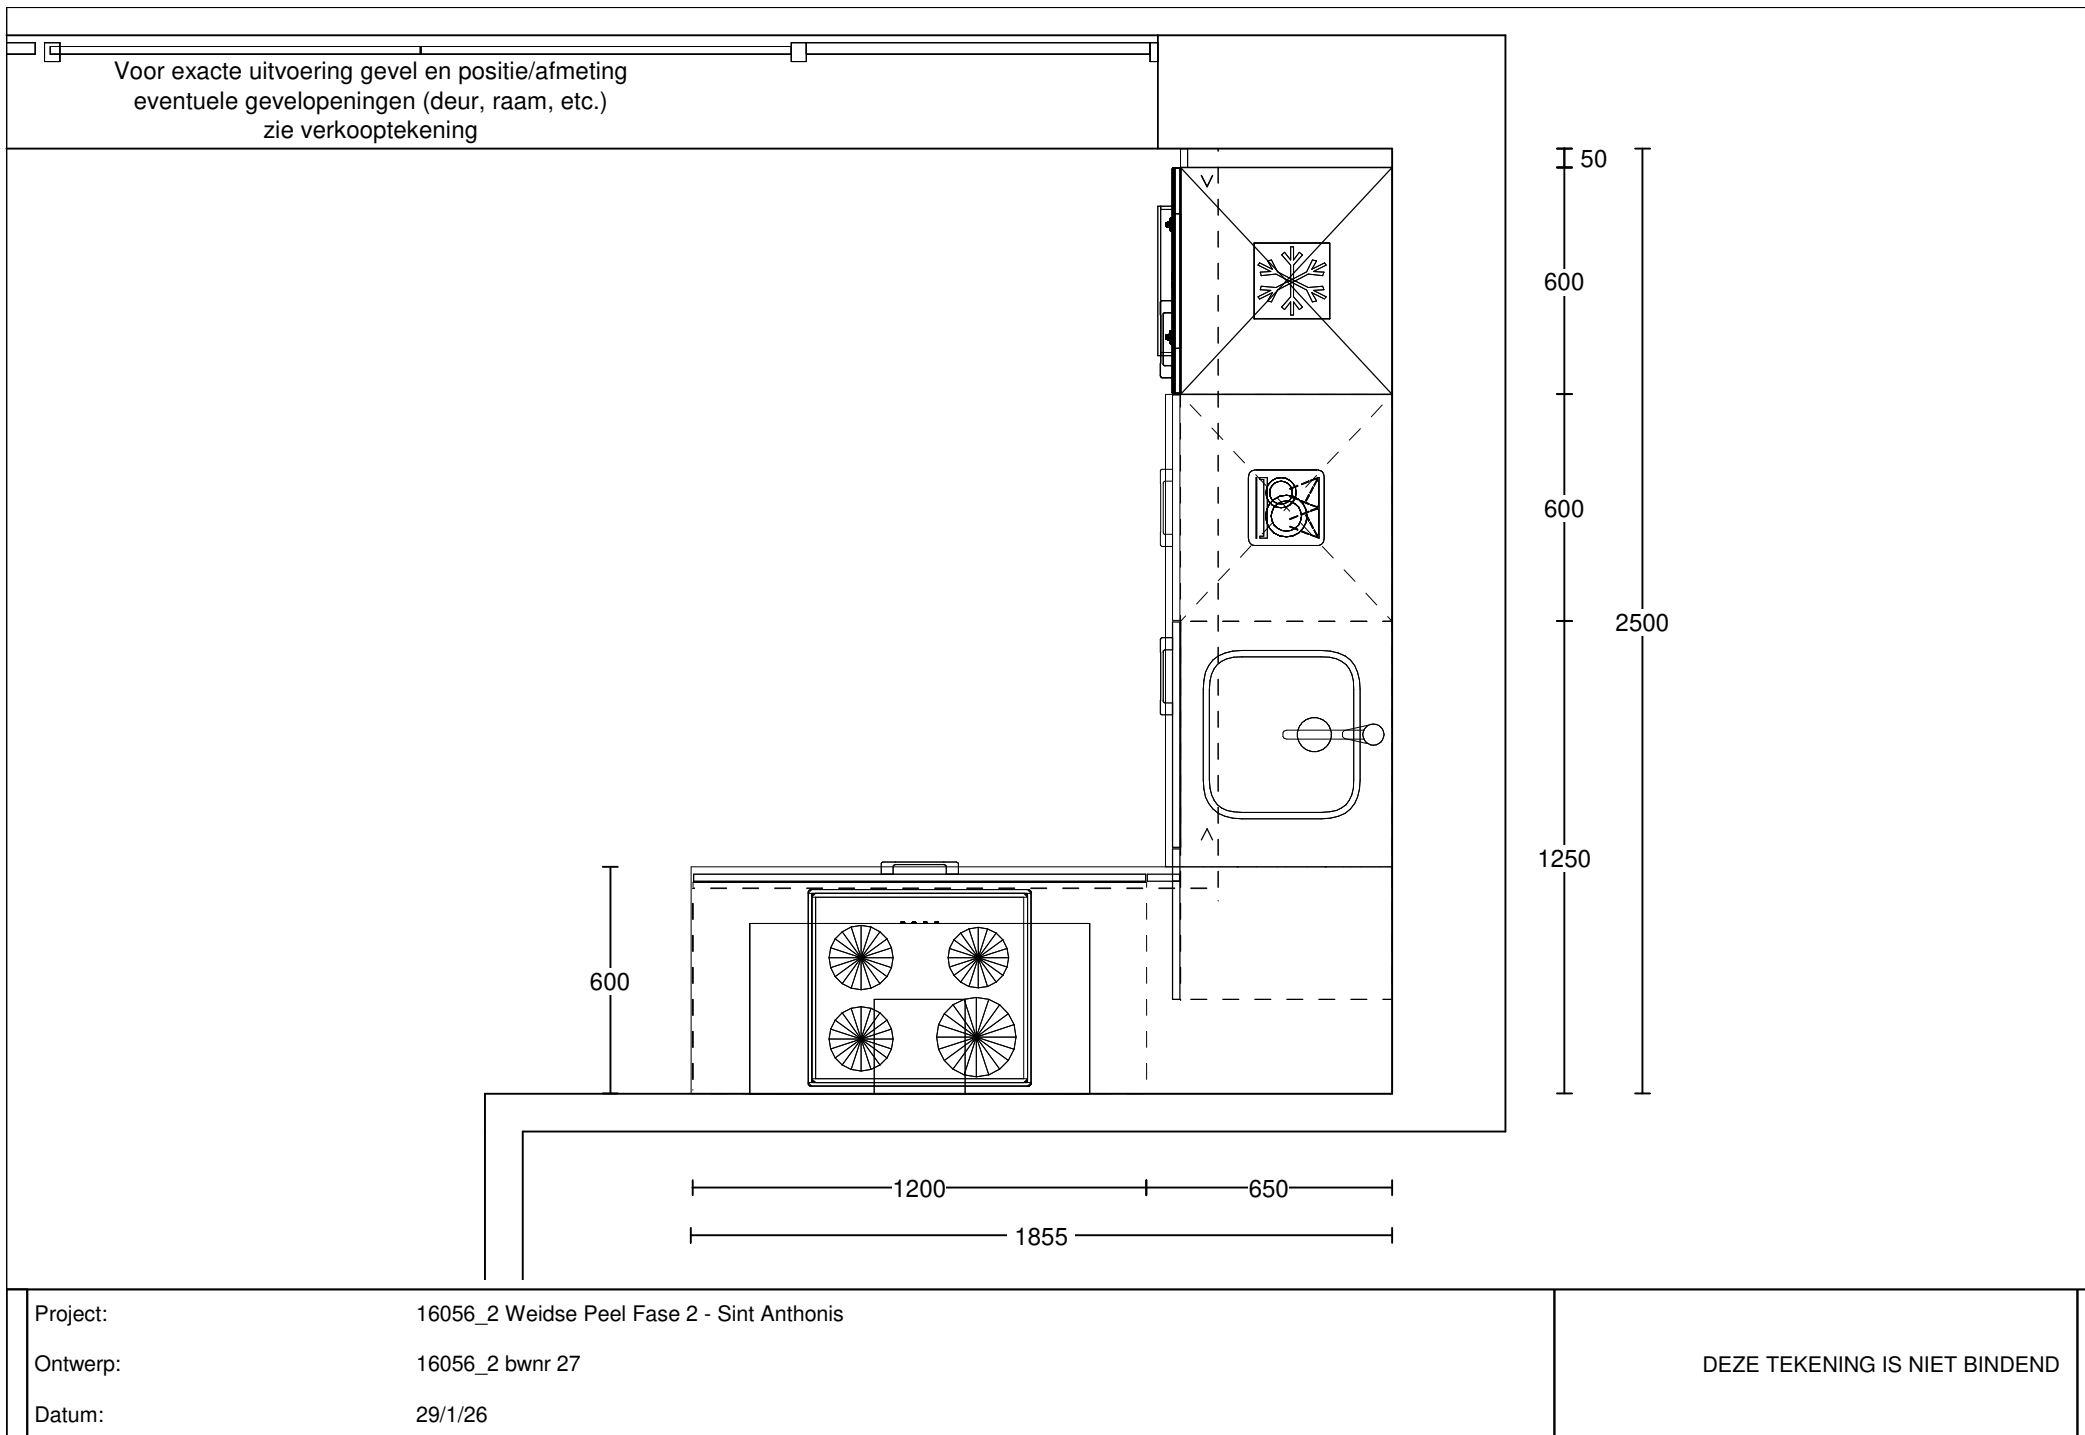 Voor exacte uitvoering gevel en positie/afmeting
eventuele gevelopeningen (deur, raam, etc.)
zie verkooptekening
50
600
600
2500
1250
600
1200
650
1855
Project: 16056_2 Weidse Peel Fase 2 - Sint Anthonis
Ontwerp: 16056_2 bwnr 27
DEZE TEKENING IS NIET BINDEND
Datum: 29/1/26